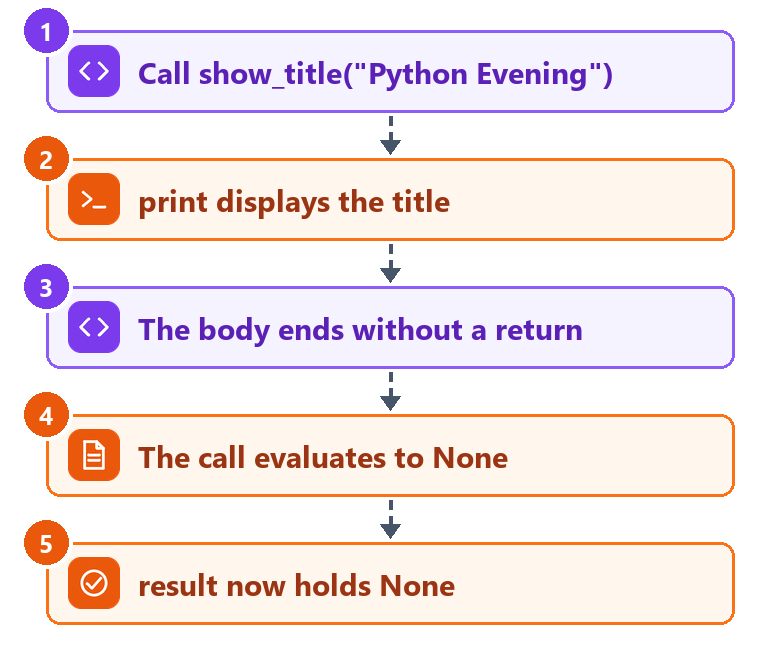 1
Call show_title("Python Evening")
2
print displays the title
3
The body ends without a return
4
The call evaluates to None
5
result now holds None